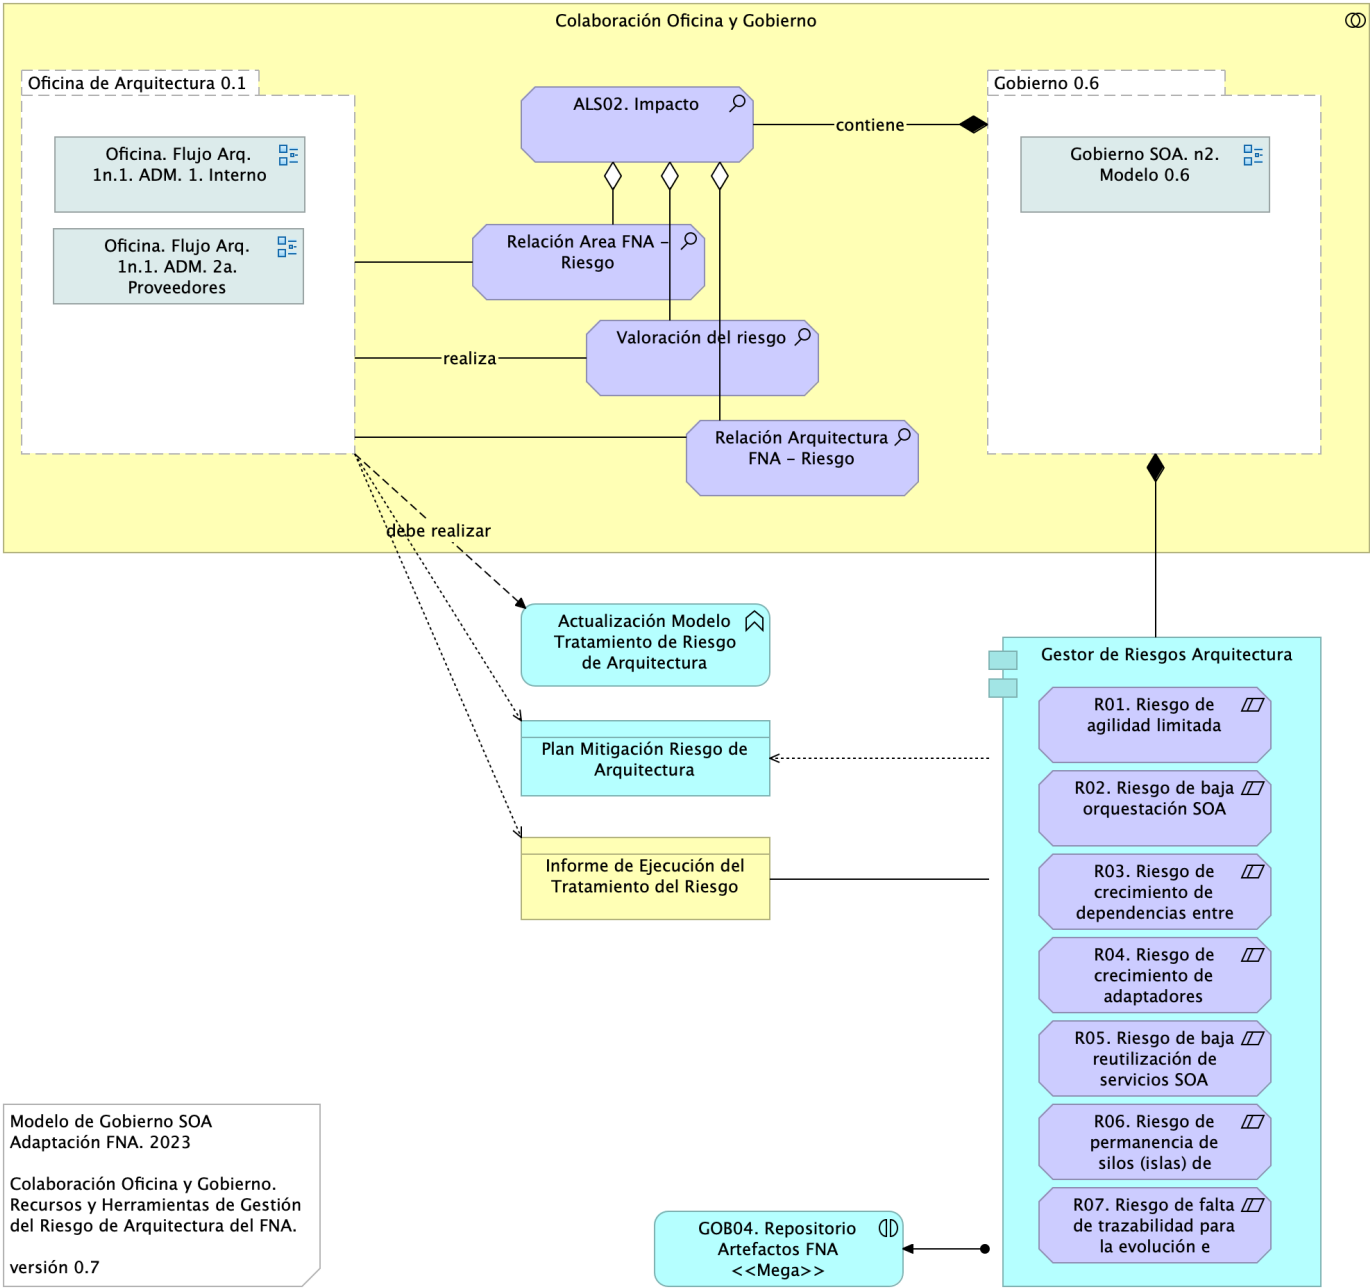 Colaboración Oficina y Gobierno
Oficina de Arquitectura 0.1
Oficina. Flujo Arq.
1n.1. ADM. 1. Interno
Oficina. Flujo Arq.
1n.1. ADM. 2a.
Proveedores
ALS02. Impacto
contiene
Gobierno 0.6
Gobierno SOA. n2.
Modelo 0.6
Relación Area FNA –
Riesgo
Valoración del riesgo
realiza
Relación Arquitectura
FNA – Riesgo
debe realizar
Actualización Modelo
Tratamiento de Riesgo
de Arquitectura
Plan Mitigación Riesgo de
Arquitectura
Informe de Ejecución del
Tratamiento del Riesgo
Gestor de Riesgos Arquitectura
R01. Riesgo de
agilidad limitada
R02. Riesgo de baja
orquestación SOA
R03. Riesgo de
crecimiento de
dependencias entre
R04. Riesgo de
crecimiento de
adaptadores
R05. Riesgo de baja
reutilización de
servicios SOA
R06. Riesgo de
permanencia de
silos (islas) de
R07. Riesgo de falta
de trazabilidad para
la evolución e
GOB04. Repositorio
Artefactos FNA
<<Mega>>
Modelo de Gobierno SOA
Adaptación FNA. 2023
Colaboración Oficina y Gobierno.
Recursos y Herramientas de Gestión
del Riesgo de Arquitectura del FNA.
versión 0.7